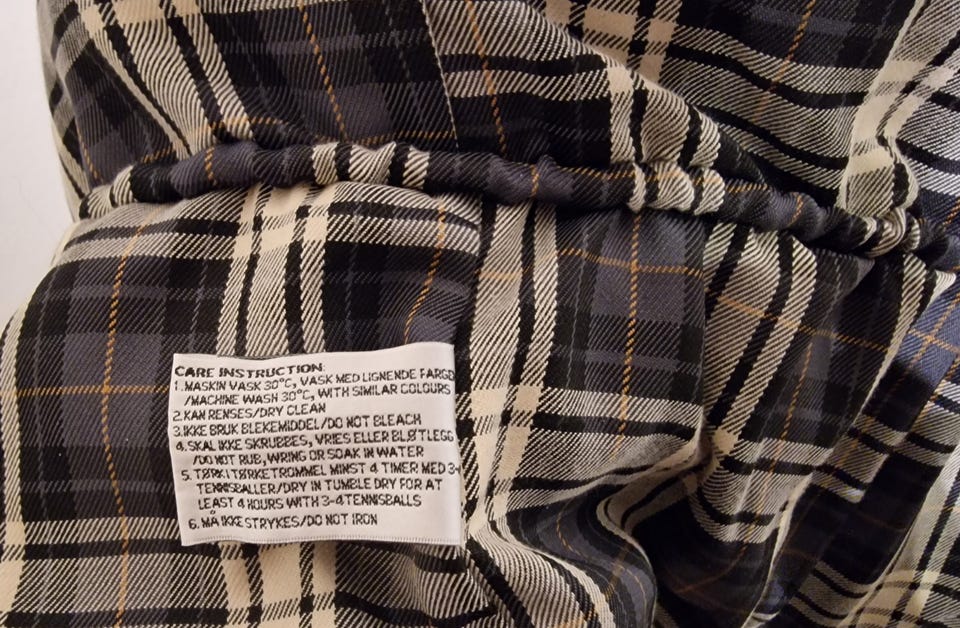 CARE INSTRUCTION:
1. MASKIN VASK 30°C, VASK MED LIGNENDE FARGE
/MACHINE WASH 30°C, WITH SIMILAR COLOURS
2. KAN RENSES/DRY CLEAN
3. IKKE BRUK BLEKEMIDDEL/DO NOT BLEACH
4. SKAL IKKE SKRUBBES, VRIES ELLER BLØTLEGG
/DO NOT RUB, WRING OR SOAK IN WATER
5. TØRK I TØRKETROMMEL MINST 4 TIMER MED 3-4
TENNISBALLER/DRY IN TUMBLE DRY FOR AT
LEAST 4 HOURS WITH 3-4 TENNISBALLS
6. MÅ IKKE STRYKES/DO NOT IRON